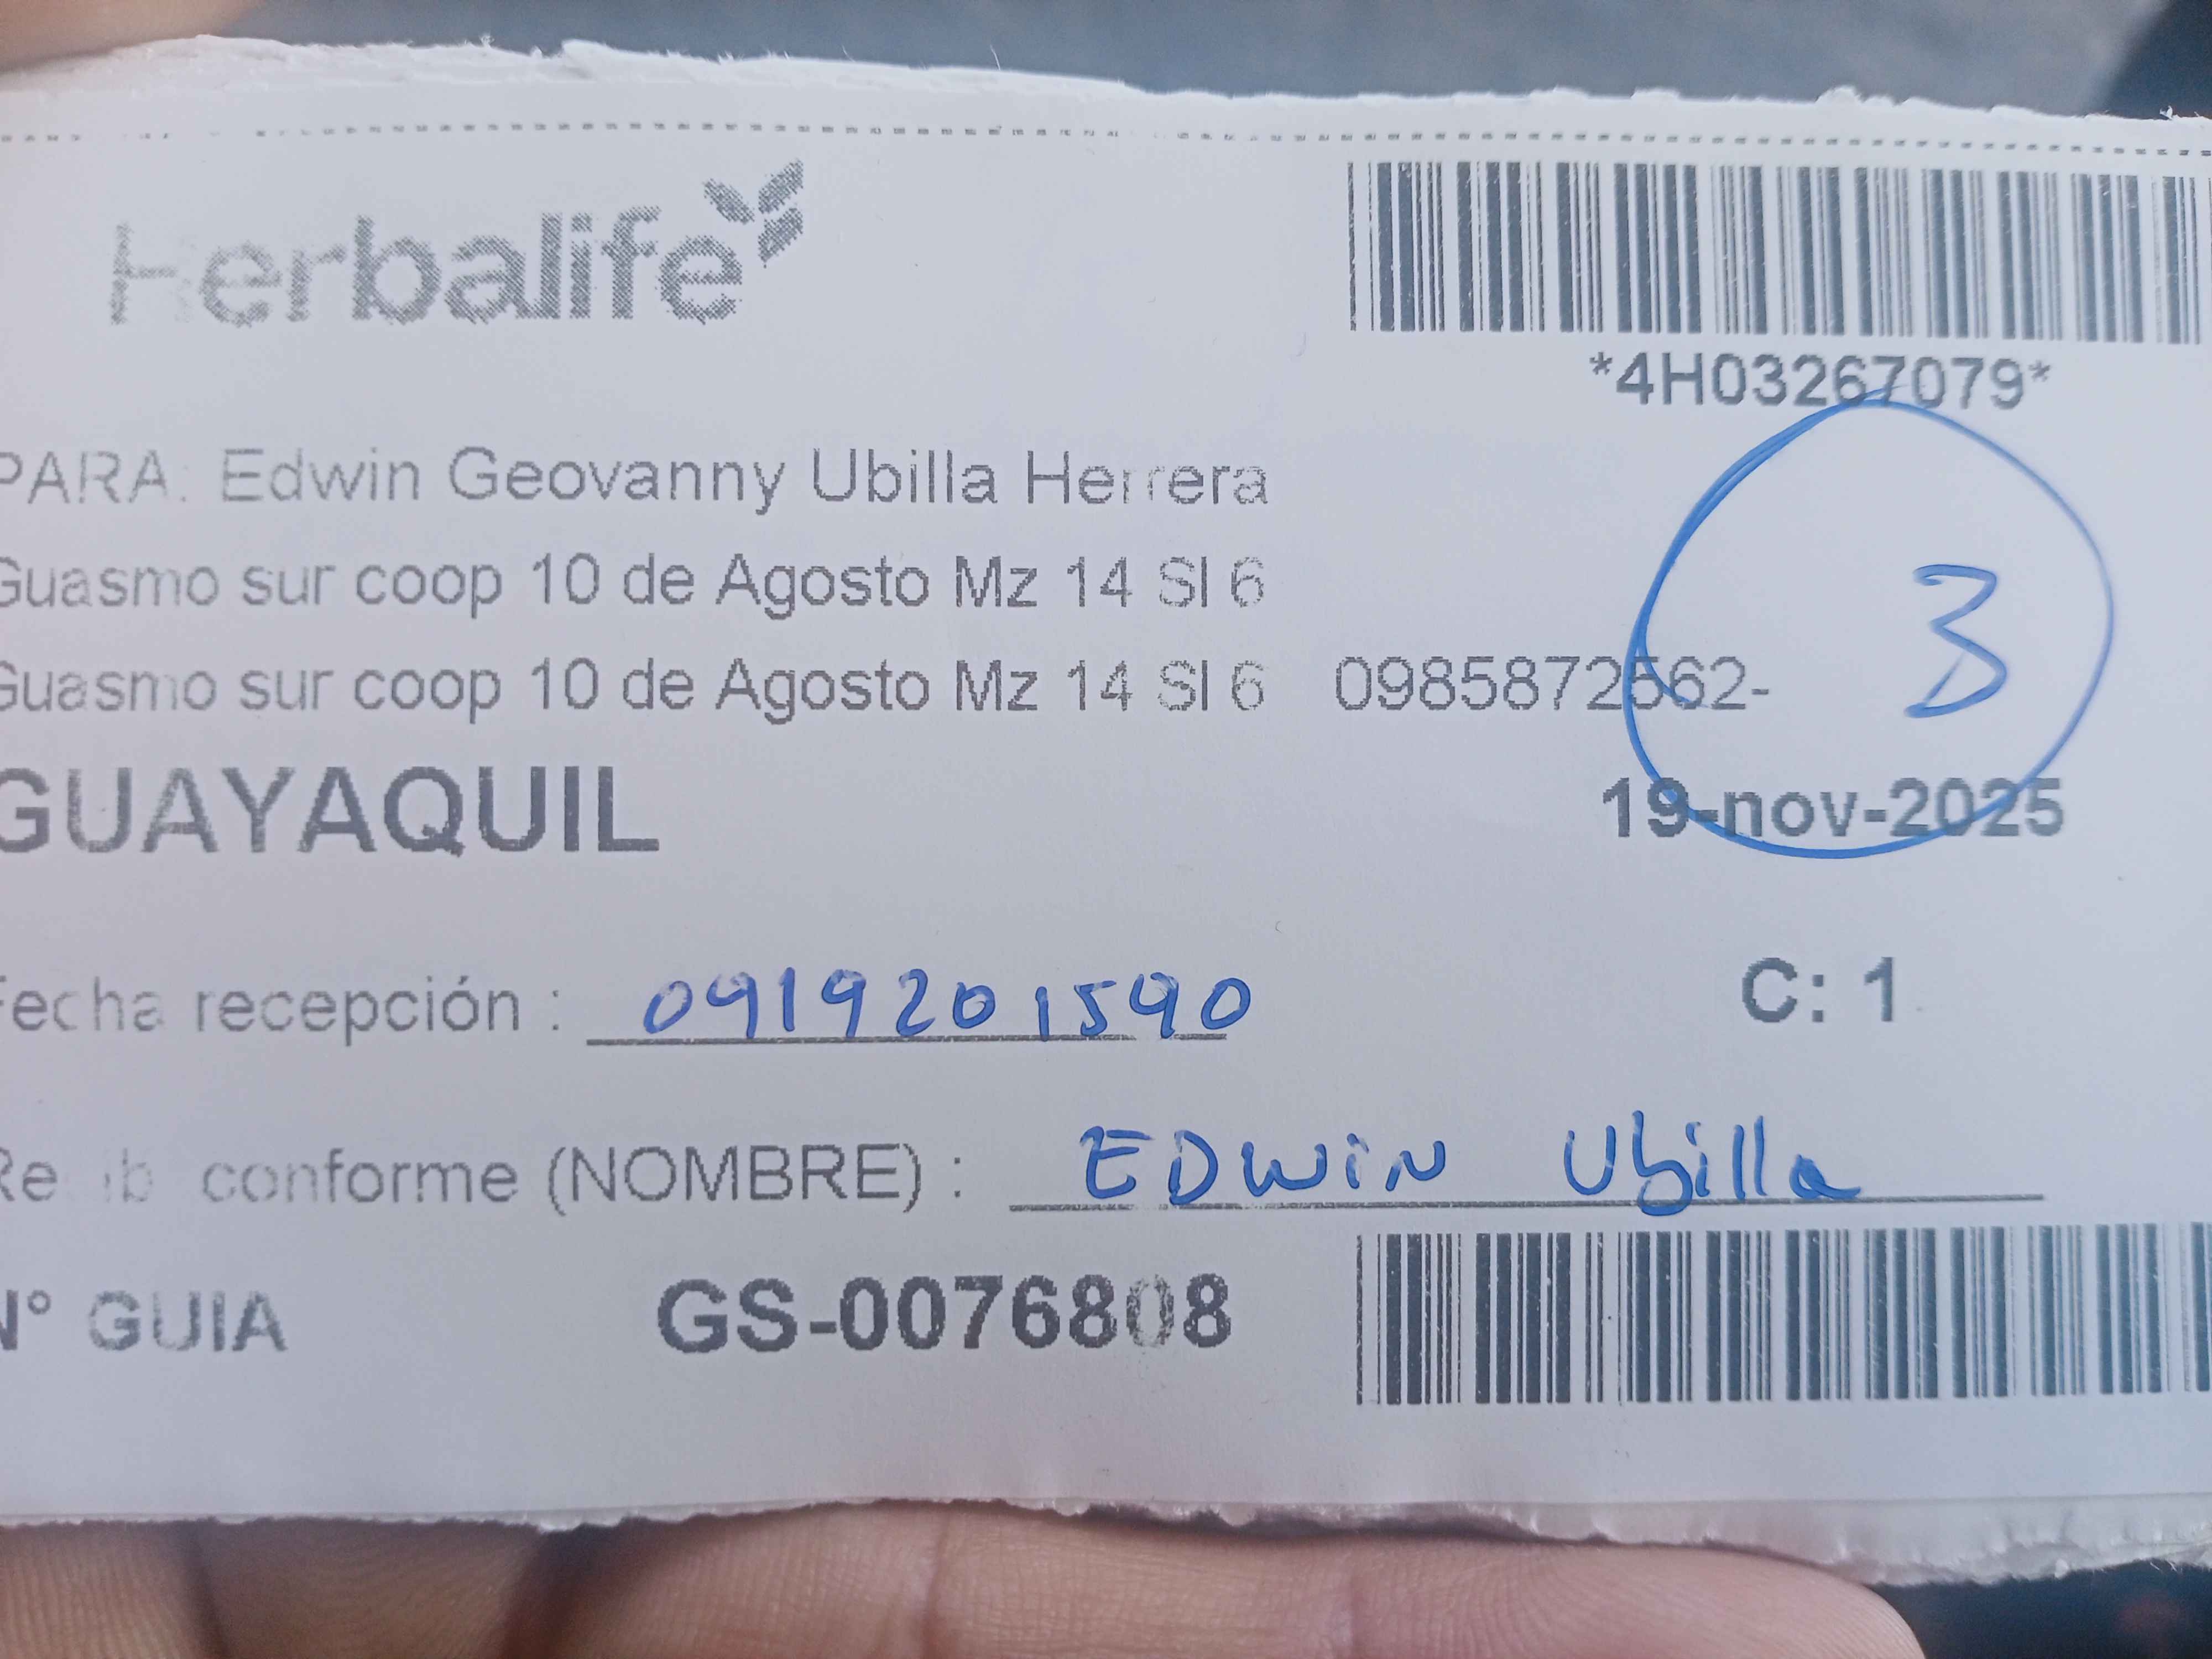 Herbalife
*4H03267079*
PARA: Edwin Geovanny Ubilla Herrera
Guasmo sur coop 10 de Agosto Mz 14 Sl 6
Guasmo sur coop 10 de Agosto Mz 14 Sl 6 0985872562-
3
GUAYAQUIL
19-nov-2025
Fecha recepción : 0919201590
C: 1
conforme (NOMBRE) : EDWIN Ubilla
N° GUIA GS-0076808